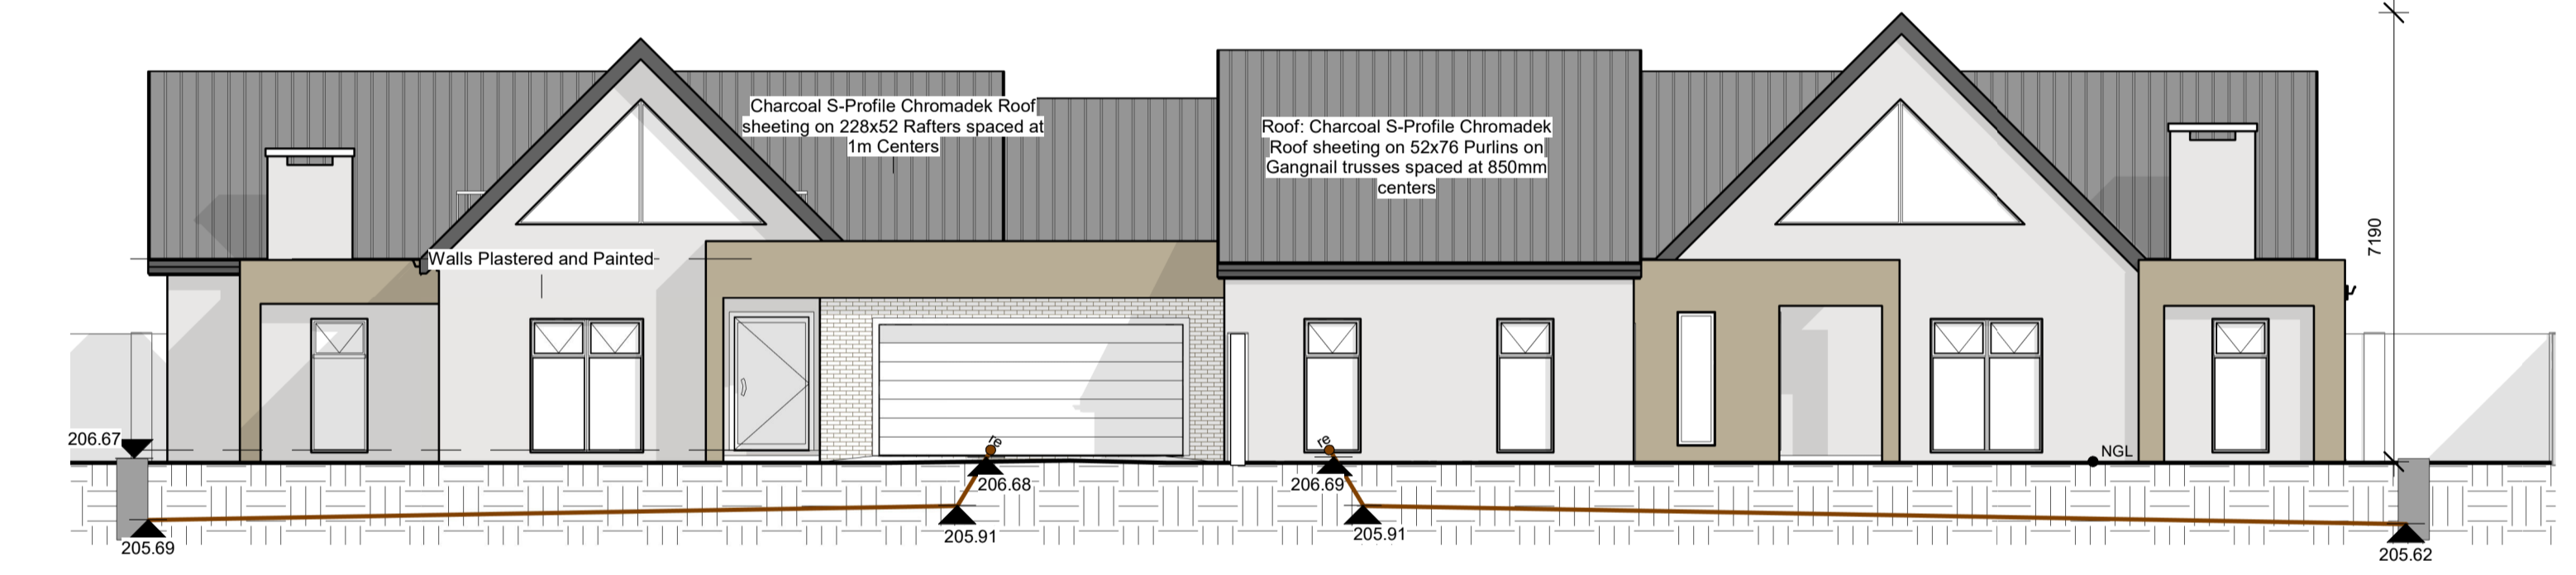 Charcoal S-Profile Chromadek Roof
sheeting on 228x52 Rafters spaced at
1m Centers
Roof: Charcoal S-Profile Chromadek
Roof sheeting on 52x76 Purlins on
Gangnail trusses spaced at 850mm
centers
Walls Plastered and Painted
7190
206.67
re
re
NGL
206.68
206.69
205.69
205.91
205.91
205.62